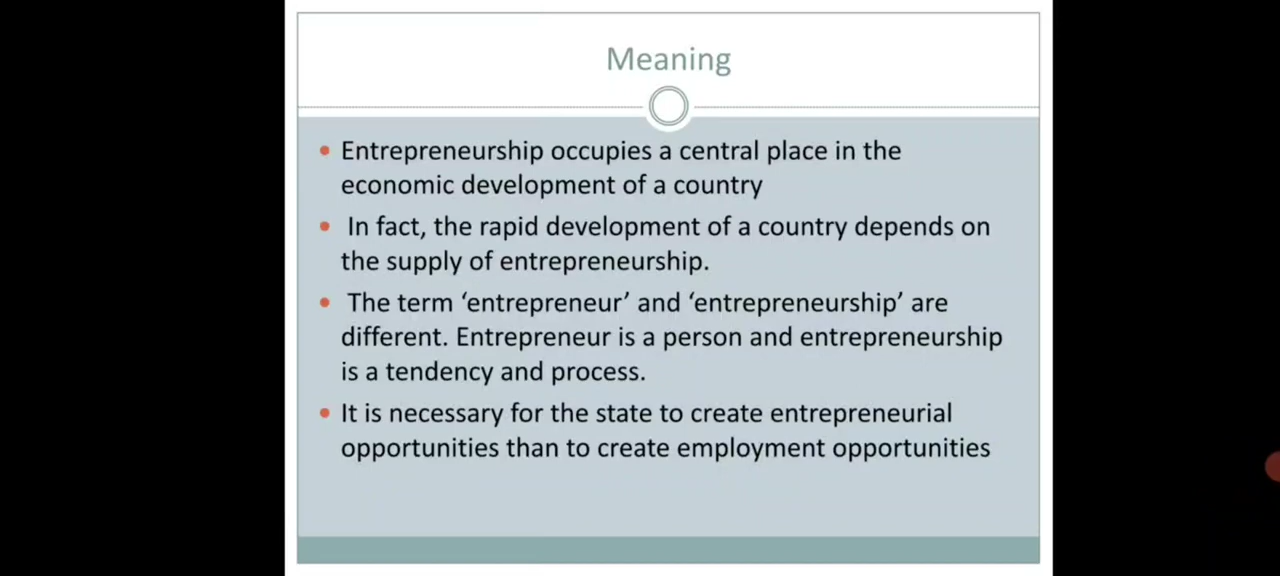 Meaning
• Entrepreneurship occupies a central place in the
economic development of a country
• In fact, the rapid development of a country depends on
the supply of entrepreneurship.
• The term ‘entrepreneur’ and ‘entrepreneurship’ are
different. Entrepreneur is a person and entrepreneurship
is a tendency and process.
• It is necessary for the state to create entrepreneurial
opportunities than to create employment opportunities